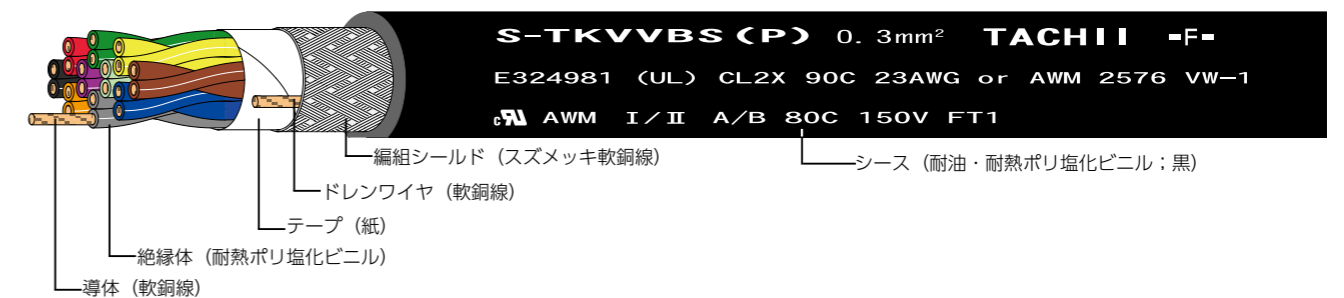 S-TKVVBS(P) 0.3mm² TACHII -F-
E324981 (UL) CL2X 90C 23AWG or AWM 2576 VW-1
cRU AWM I/II A/B 80C 150V FT1
編組シールド(スズメッキ軟銅線)
シース(耐油・耐熱ポリ塩化ビニル;黒)
ドレンワイヤ(軟銅線)
テープ(紙)
絶縁体(耐熱ポリ塩化ビニル)
導体(軟銅線)